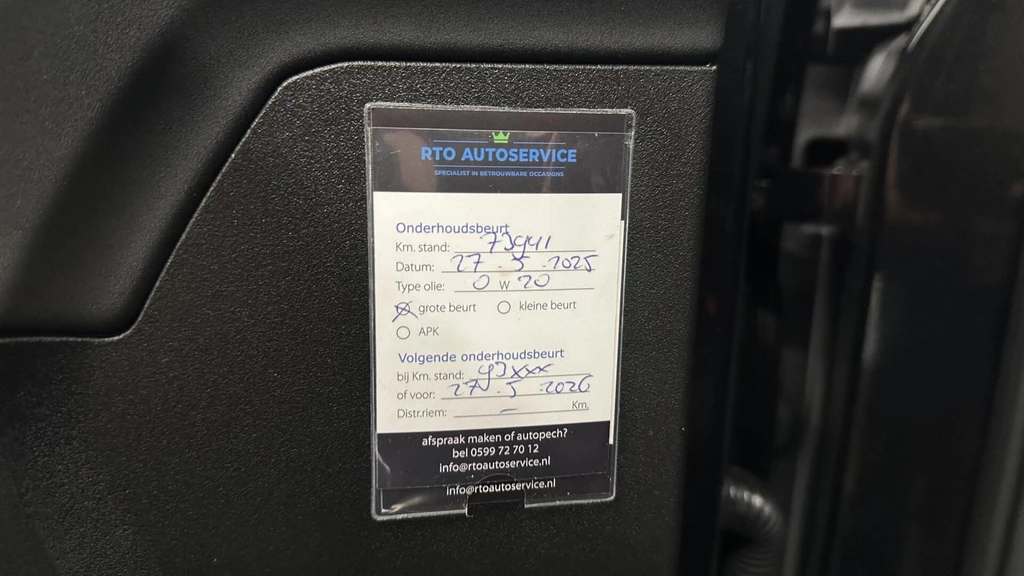 RTO AUTOSERVICE
SPECIALIST IN BETROUWBARE OCCASIONS
Onderhoudsbeurt
Km. stand:
Datum: 27 . 5 . 2025
Type olie: 0 W 20
grote beurt kleine beurt
APK
Volgende onderhoudsbeurt
bij Km. stand:
of voor: 27 . 5 . 2026
Distr.riem: – Km.
afspraak maken of autopech?
bel 0599 72 70 12
info@rtoautoservice.nl
info@rtoautoservice.nl